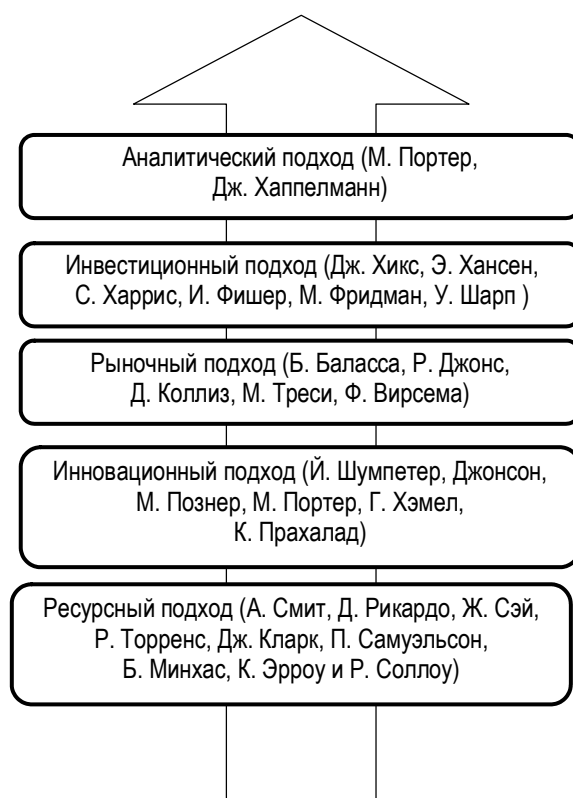 Аналитический подход (М. Портер,
Дж. Хаппелманн)
Инвестиционный подход (Дж. Хикс, Э. Хансен,
С. Харрис, И. Фишер, М. Фридман, У. Шарп )
Рыночный подход (Б. Баласса, Р. Джонс,
Д. Коллиз, М. Треси, Ф. Вирсема)
Инновационный подход (Й. Шумпетер, Джонсон,
М. Познер, М. Портер, Г. Хэмел,
К. Прахалад)
Ресурсный подход (А. Смит, Д. Рикардо, Ж. Сэй,
Р. Торренс, Дж. Кларк, П. Самуэльсон,
Б. Минхас, К. Эрроу и Р. Соллоу)